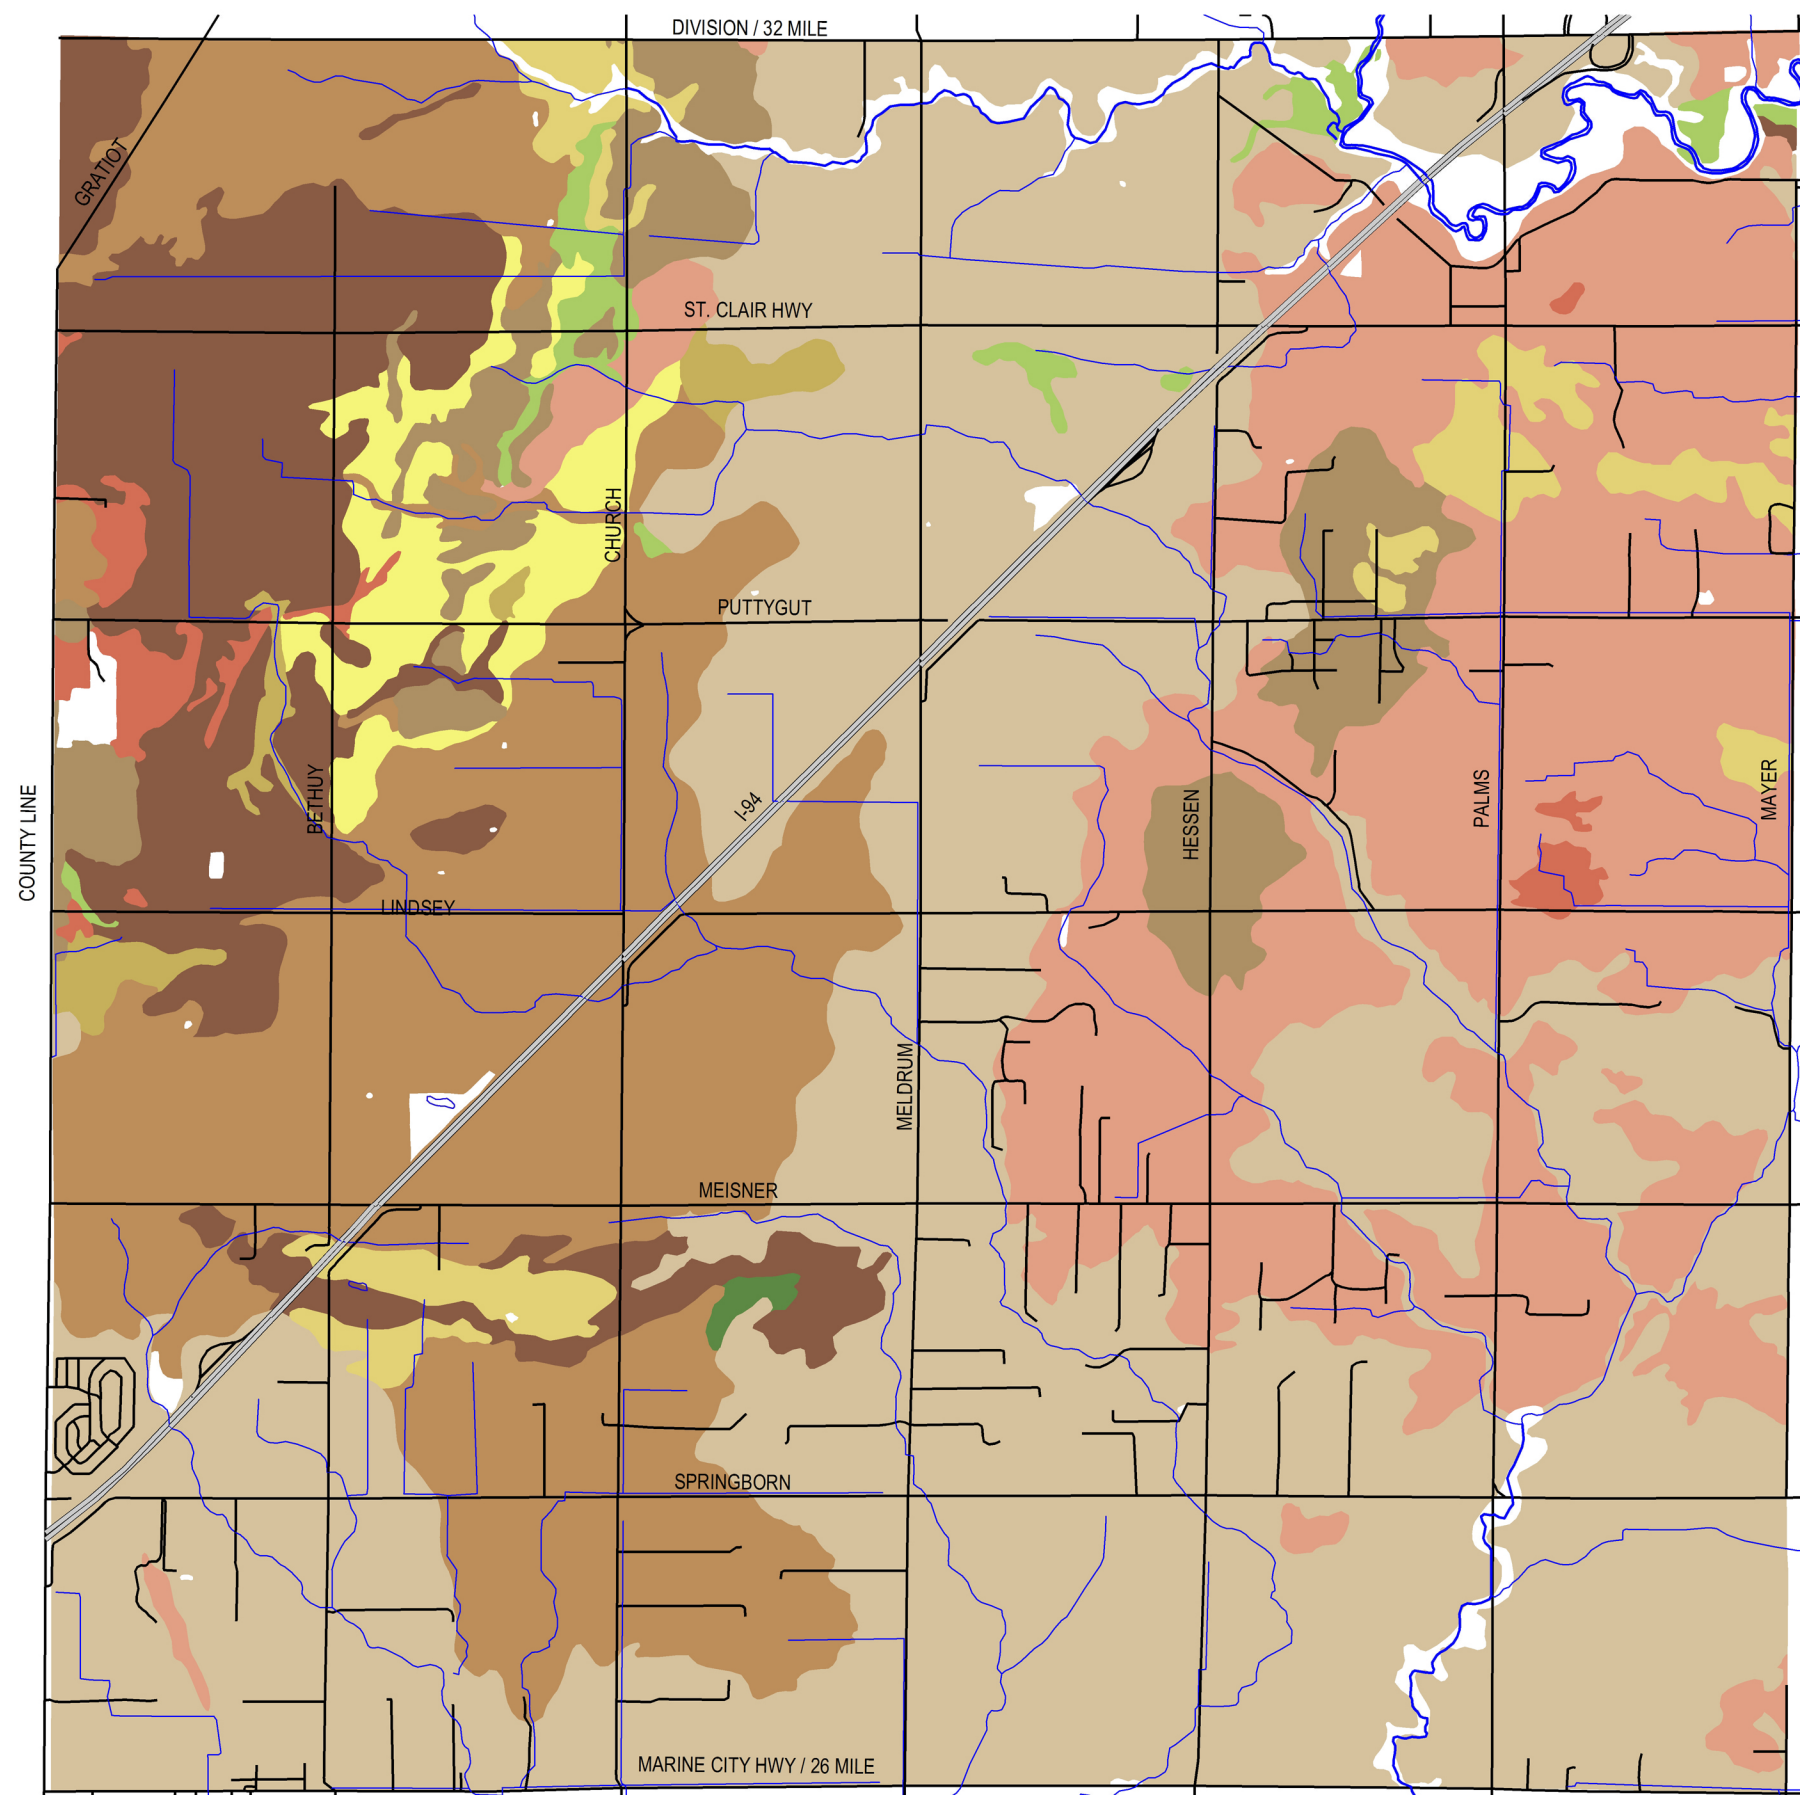 DIVISION / 32 MILE
GRATIOT
ST. CLAIR HWY
CHURCH
PUTTYGUT
I-94
BETHUY
COUNTY LINE
HESSEN
PALMS
MAYER
LINDSEY
MELDRUM
MEISNER
SPRINGBORN
MARINE CITY HWY / 26 MILE